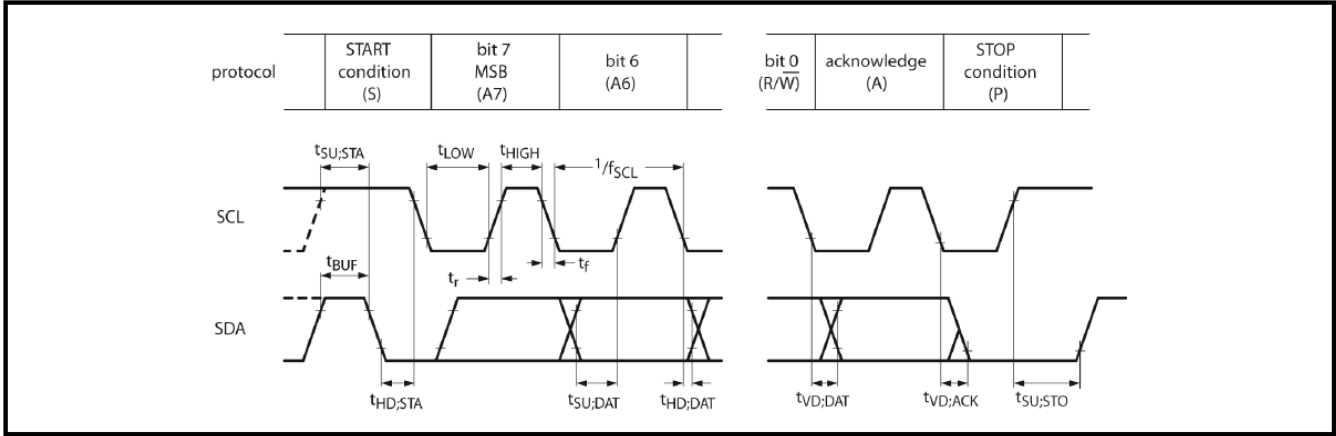 protocol
START
condition
(S)
bit 7
MSB
(A7)
bit 6
(A6)
bit 0
(R/W̅)
acknowledge
(A)
STOP
condition
(P)
tSU;STA
tLOW
tHIGH
1/fSCL
SCL
tBUF
tr
tf
SDA
tHD;STA
tSU;DAT
tHD;DAT
tVD;DAT
tVD;ACK
tSU;STO